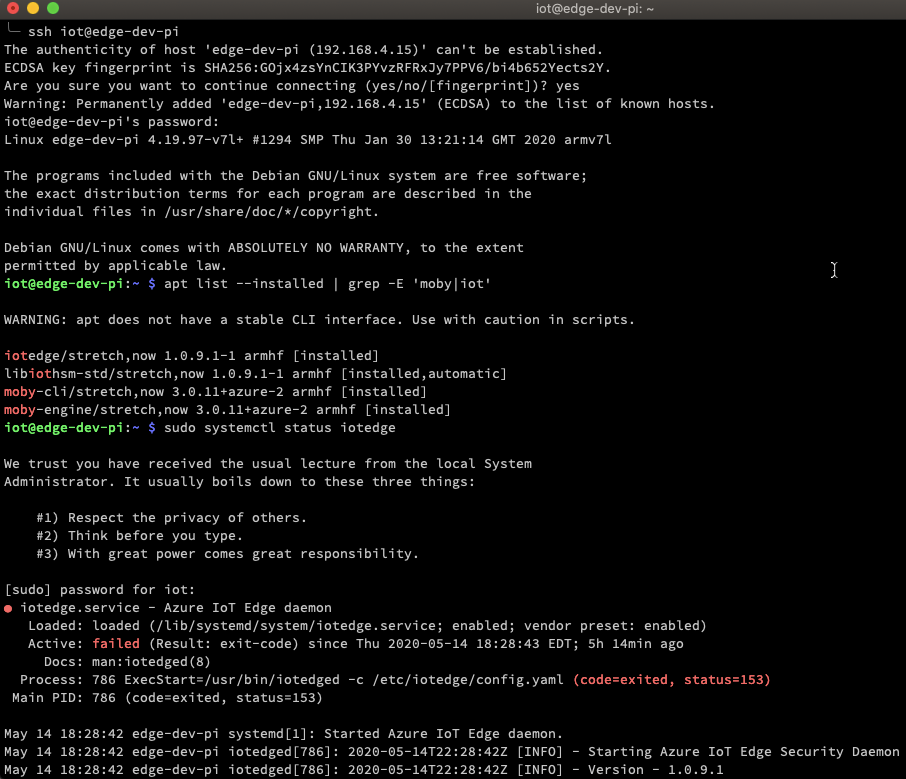 iot@edge-dev-pi: ~
ssh iot@edge-dev-pi
The authenticity of host 'edge-dev-pi (192.168.4.15)' can't be established.
ECDSA key fingerprint is SHA256:GOjx4zsYnCIK3PYvzRFRxJy7PPV6/bi4b652Yects2Y.
Are you sure you want to continue connecting (yes/no/[fingerprint])? yes
Warning: Permanently added 'edge-dev-pi,192.168.4.15' (ECDSA) to the list of known hosts.
iot@edge-dev-pi's password:
Linux edge-dev-pi 4.19.97-v7l+ #1294 SMP Thu Jan 30 13:21:14 GMT 2020 armv7l
The programs included with the Debian GNU/Linux system are free software;
the exact distribution terms for each program are described in the
individual files in /usr/share/doc/*/copyright.
Debian GNU/Linux comes with ABSOLUTELY NO WARRANTY, to the extent
permitted by applicable law.
iot@edge-dev-pi:~ $ apt list --installed | grep -E 'moby|iot'
WARNING: apt does not have a stable CLI interface. Use with caution in scripts.
iotedge/stretch,now 1.0.9.1-1 armhf [installed]
libiothsm-std/stretch,now 1.0.9.1-1 armhf [installed,automatic]
moby-cli/stretch,now 3.0.11+azure-2 armhf [installed]
moby-engine/stretch,now 3.0.11+azure-2 armhf [installed]
iot@edge-dev-pi:~ $ sudo systemctl status iotedge
We trust you have received the usual lecture from the local System
Administrator. It usually boils down to these three things:
#1) Respect the privacy of others.
#2) Think before you type.
#3) With great power comes great responsibility.
[sudo] password for iot:
● iotedge.service - Azure IoT Edge daemon
Loaded: loaded (/lib/systemd/system/iotedge.service; enabled; vendor preset: enabled)
Active: failed (Result: exit-code) since Thu 2020-05-14 18:28:43 EDT; 5h 14min ago
Docs: man:iotedged(8)
Process: 786 ExecStart=/usr/bin/iotedged -c /etc/iotedge/config.yaml (code=exited, status=153)
Main PID: 786 (code=exited, status=153)
May 14 18:28:42 edge-dev-pi systemd[1]: Started Azure IoT Edge daemon.
May 14 18:28:42 edge-dev-pi iotedged[786]: 2020-05-14T22:28:42Z [INFO] - Starting Azure IoT Edge Security Daemon
May 14 18:28:42 edge-dev-pi iotedged[786]: 2020-05-14T22:28:42Z [INFO] - Version - 1.0.9.1